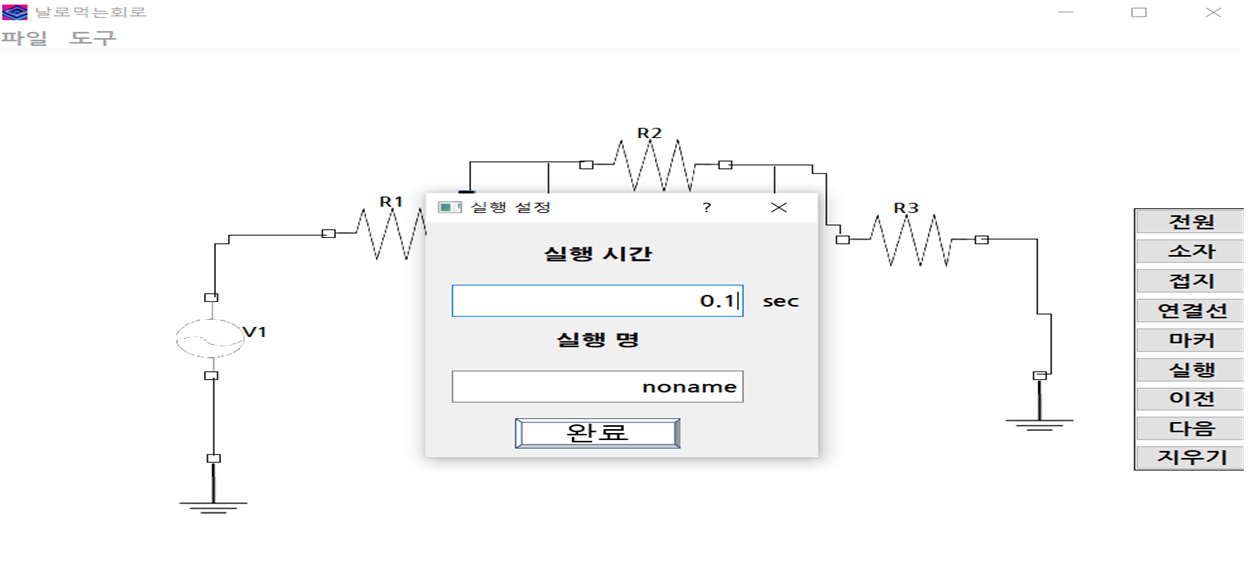 날로먹는회로
파일 도구
R2
R1
R3
V1
실행 설정
?
실행 시간
0.1 sec
실행 명
noname
완료
전원
소자
접지
연결선
마커
실행
이전
다음
지우기